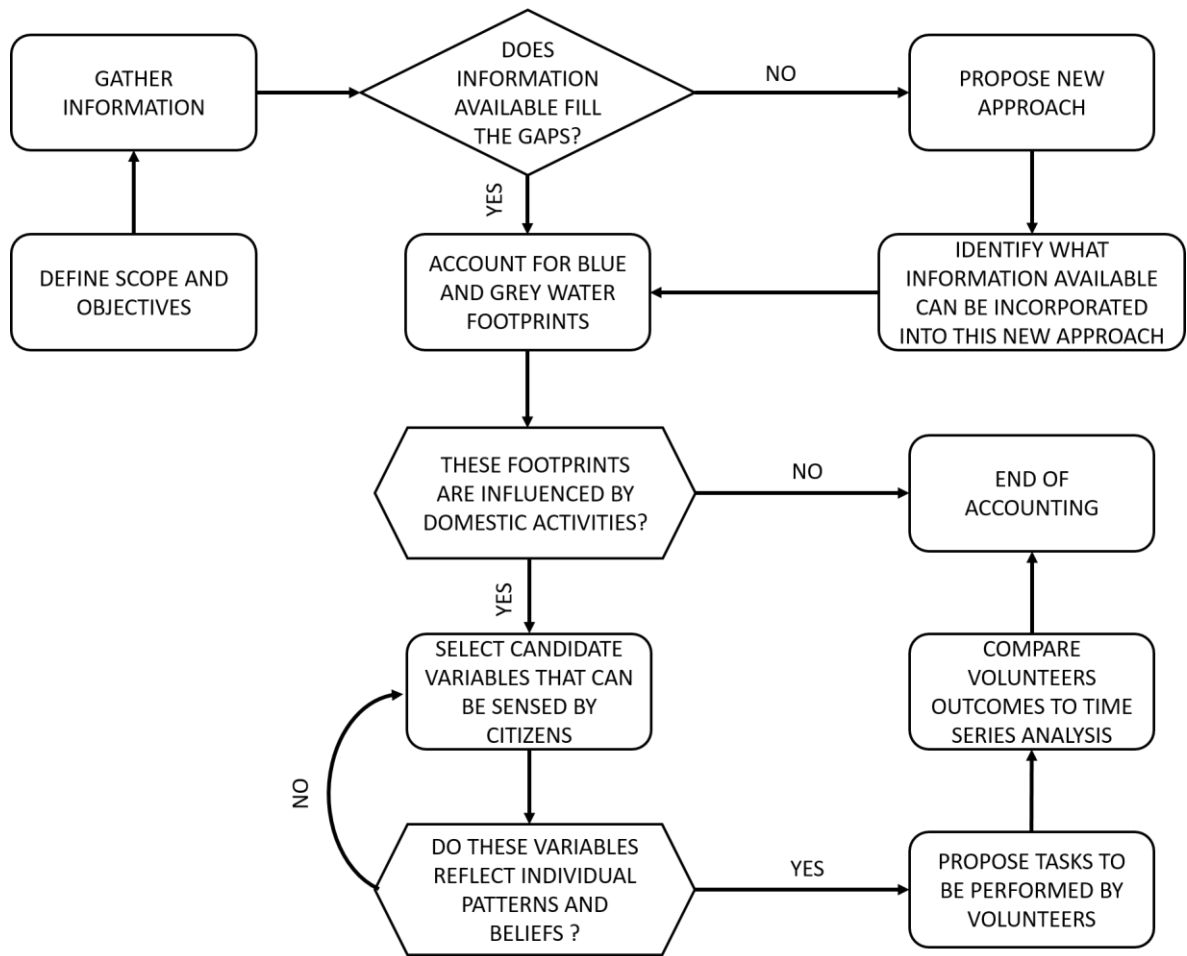 GATHER
INFORMATION
DOES
INFORMATION
AVAILABLE FILL
THE GAPS?
NO
PROPOSE NEW
APPROACH
YES
DEFINE SCOPE AND
OBJECTIVES
ACCOUNT FOR BLUE
AND GREY WATER
FOOTPRINTS
IDENTIFY WHAT
INFORMATION AVAILABLE
CAN BE INCORPORATED
INTO THIS NEW APPROACH
THESE FOOTPRINTS
ARE INFLUENCED BY
DOMESTIC ACTIVITIES?
NO
END OF
ACCOUNTING
YES
SELECT CANDIDATE
VARIABLES THAT CAN
BE SENSED BY
CITIZENS
COMPARE
VOLUNTEERS
OUTCOMES TO TIME
SERIES ANALYSIS
NO
DO THESE VARIABLES
REFLECT INDIVIDUAL
PATTERNS AND
BELIEFS ?
YES
PROPOSE TASKS TO
BE PERFORMED BY
VOLUNTEERS